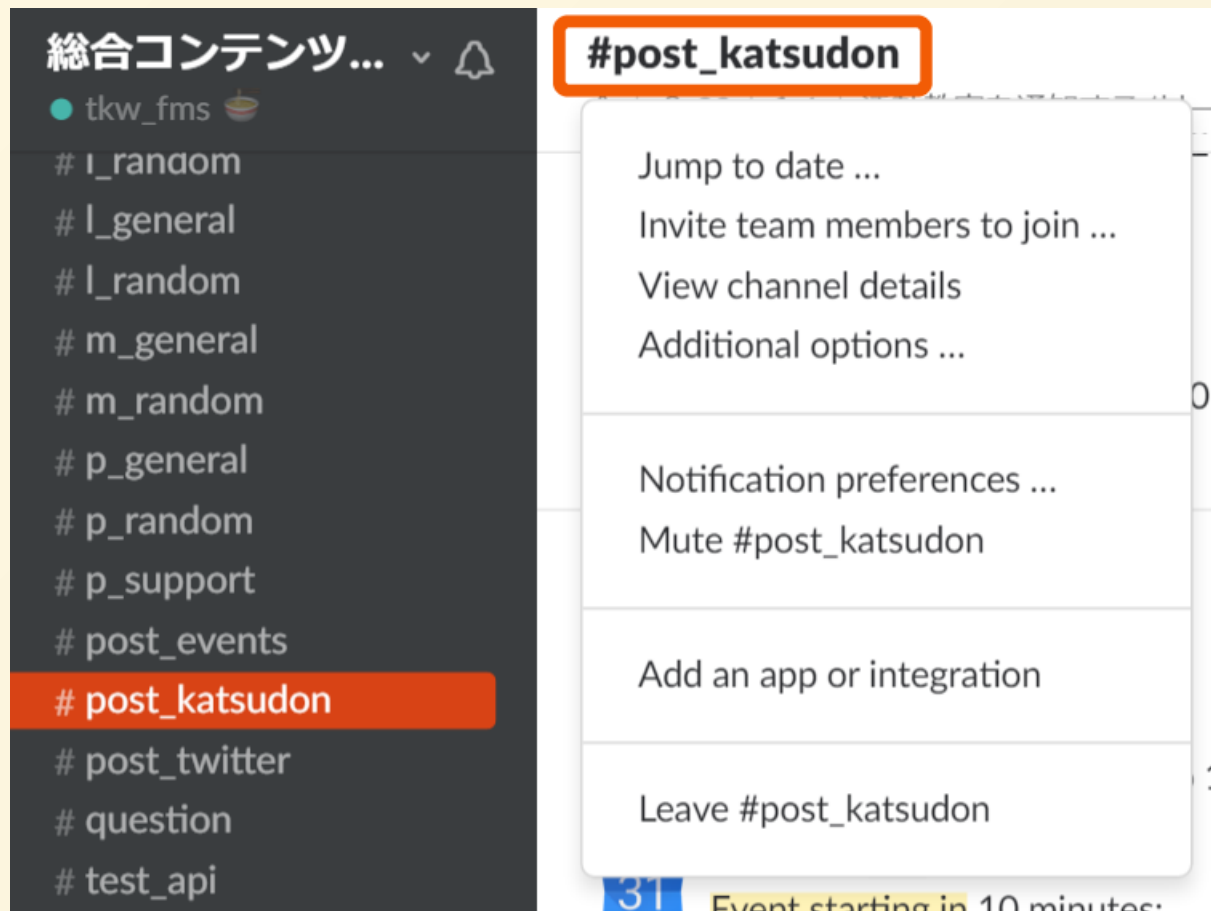 総合コンテンツ...
tkw_fms
# l_random
# l_general
# l_random
# m_general
# m_random
# p_general
# p_random
# p_support
# post_events
# post_katsudon
# post_twitter
# question
# test_api
#post_katsudon
Jump to date ...
Invite team members to join ...
View channel details
Additional options ...
Notification preferences ...
Mute #post_katsudon
Add an app or integration
Leave #post_katsudon
31
Event starting in 10 minutes: